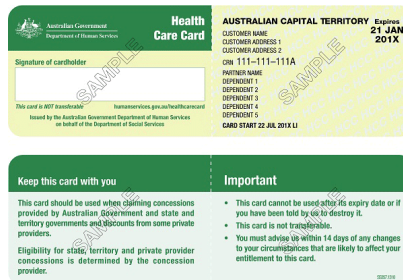 Australian Government
Department of Human Services
Health
Care Card
Signature of cardholder
This card is NOT transferable
humanservices.gov.au/healthcarecard
Issued by the Australian Government Department of Human Services
on behalf of the Department of Social Services
SAMPLE
AUSTRALIAN CAPITAL TERRITORY
Expires
21 JAN
201X
CUSTOMER NAME
CUSTOMER ADDRESS 1
CUSTOMER ADDRESS 2
CRN 111-111-111A
PARTNER NAME
DEPENDENT 1
DEPENDENT 2
DEPENDENT 3
DEPENDENT 4
DEPENDENT 5
CARD START 22 JUL 201X LI
SAMPLE
Keep this card with you
This card should be used when claiming concessions
provided by Australian Government and state and
territory governments and discounts from some private
providers.
Eligibility for state, territory and private provider
concessions is determined by the concession
provider.
SAMPLE
Important
• This card cannot be used after its expiry date or if
you have been told by us to destroy it.
• This card is not transferable.
• You must advise us within 14 days of any changes
to your circumstances that are likely to affect your
entitlement to this card.
SAMPLE